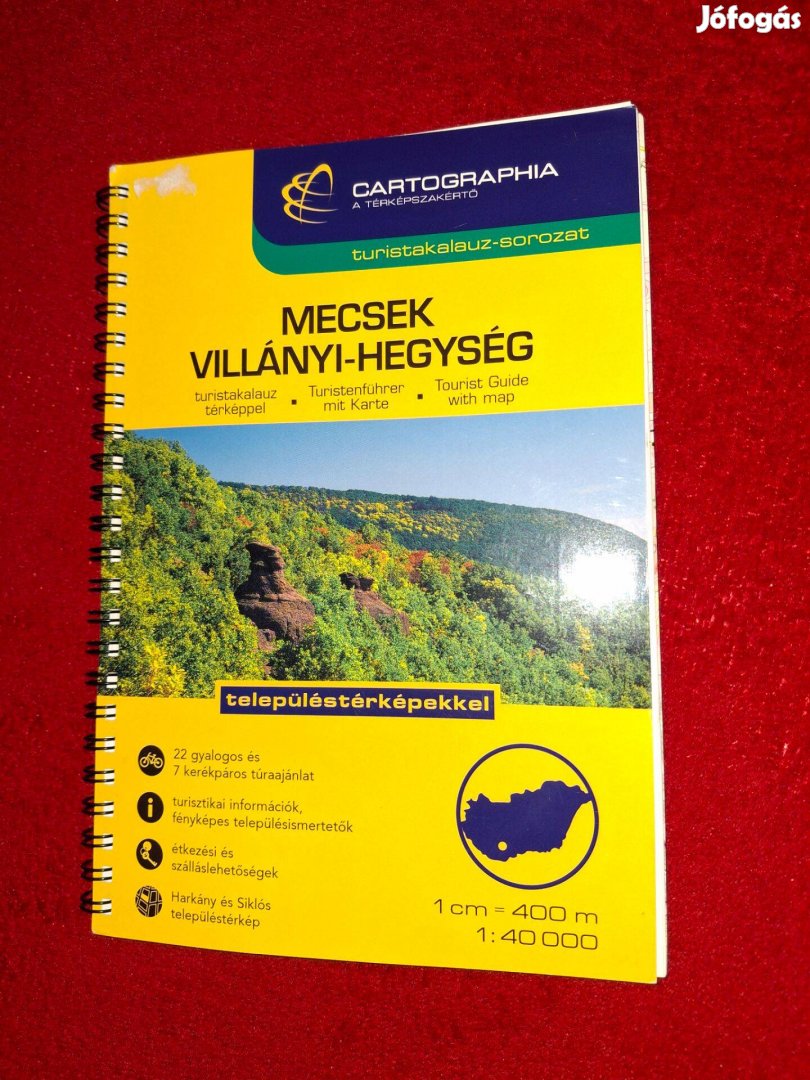 Jófogás
CARTOGRAPHIA
A TÉRKÉPSZAKÉRTŐ
turistakalauz-sorozat
MECSEK
VILLÁNYI-HEGYSÉG
turistakalauz
térképpel
▪ Turistenführer
mit Karte
▪ Tourist Guide
with map
településtérképekkel
22 gyalogos és
7 kerékpáros túraajánlat
turisztikai információk,
fényképes településismertetők
étkezési és
szálláslehetőségek
Harkány és Siklós
településtérkép
1 cm = 400 m
1: 40 000